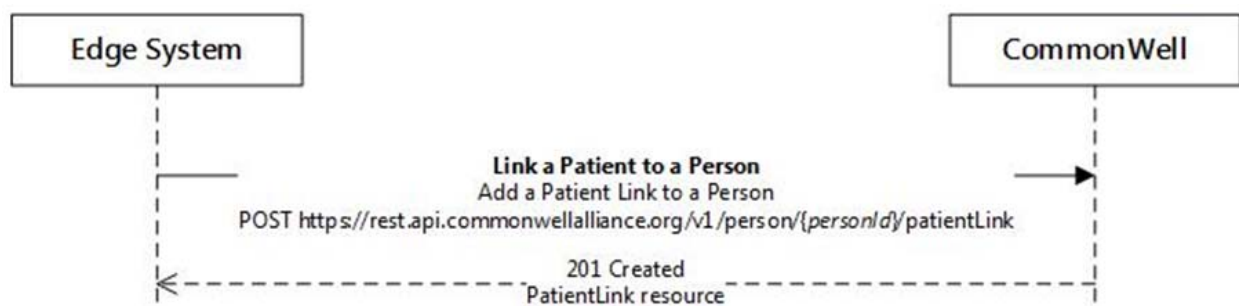 Edge System
CommonWell
Link a Patient to a Person
Add a Patient Link to a Person
POST https://rest.api.commonwellalliance.org/v1/person/{personId}/patientLink
201 Created
PatientLink resource